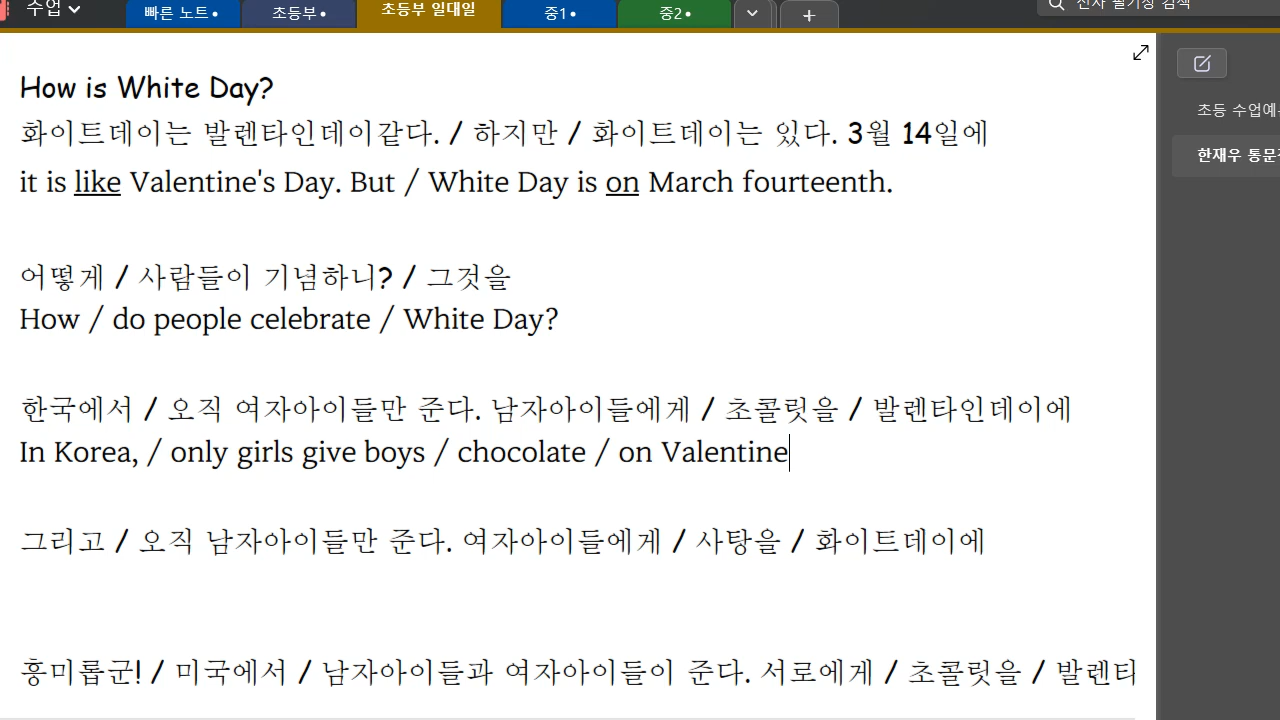 수업
빠른 노트•
초등부•
초등부 일대일
중1•
중2•
How is White Day?
화이트데이는 발렌타인데이같다. / 하지만 / 화이트데이는 있다. 3월 14일에
it is like Valentine's Day. But / White Day is on March fourteenth.
어떻게 / 사람들이 기념하니? / 그것을
How / do people celebrate / White Day?
한국에서 / 오직 여자아이들만 준다. 남자아이들에게 / 초콜릿을 / 발렌타인데이에
In Korea, / only girls give boys / chocolate / on Valentine
그리고 / 오직 남자아이들만 준다. 여자아이들에게 / 사탕을 / 화이트데이에
흥미롭군! / 미국에서 / 남자아이들과 여자아이들이 준다. 서로에게 / 초콜릿을 / 발렌티
초등 수업예
한재우 통문